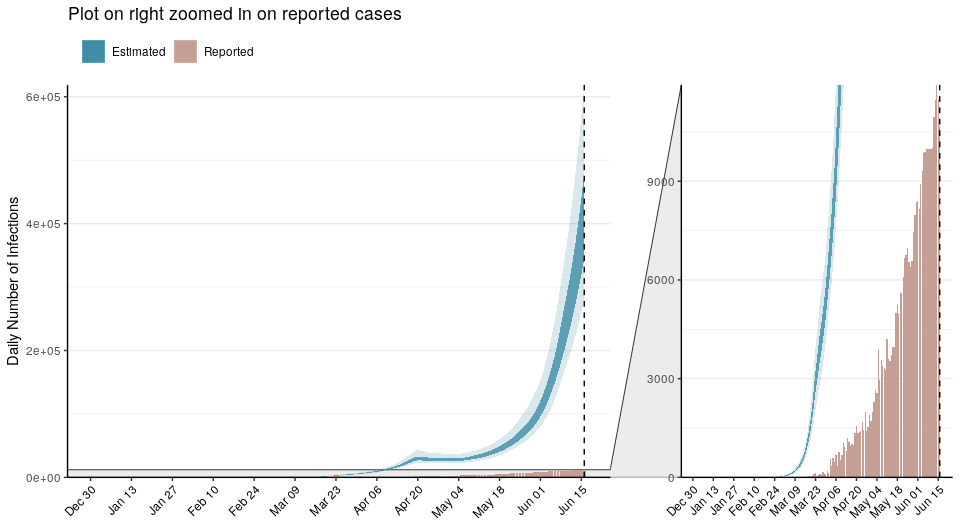 Plot on right zoomed in on reported cases
Estimated Reported
Daily Number of Infections
6e+05
4e+05
2e+05
0e+00
Dec 30 Jan 13 Jan 27 Feb 10 Feb 24 Mar 09 Mar 23 Apr 06 Apr 20 May 04 May 18 Jun 01 Jun 15
9000
6000
3000
0
Dec 30 Jan 13 Jan 27 Feb 10 Feb 24 Mar 09 Mar 23 Apr 06 Apr 20 May 04 May 18 Jun 01 Jun 15